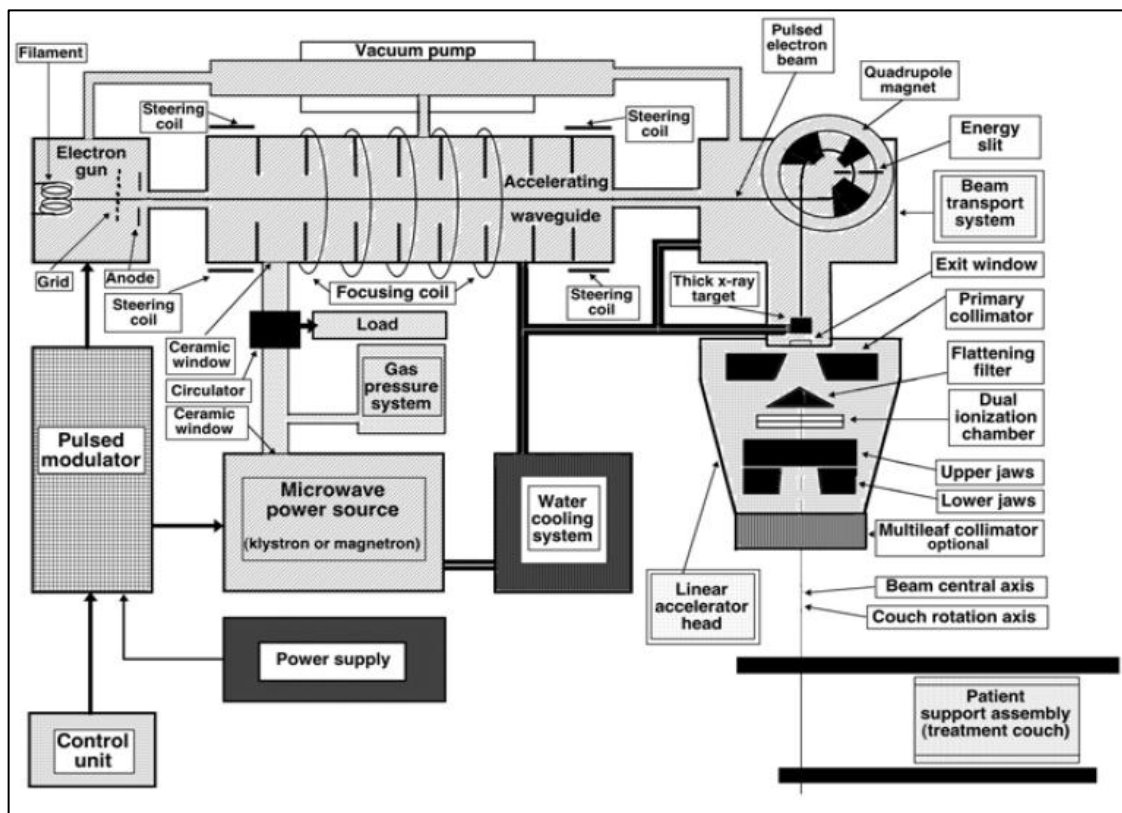 Filament
Vacuum pump
Pulsed
electron
beam
Quadrupole
magnet
Steering
coil
Steering
coil
Energy
slit
Electron
gun
Accelerating
waveguide
Beam
transport
system
Grid
Anode
Steering
coil
Focusing coil
Steering
coil
Thick x-ray
target
Exit window
Primary
collimator
Load
Ceramic
window
Circulator
Gas
pressure
system
Flattening
filter
Ceramic
window
Dual
ionization
chamber
Pulsed
modulator
Microwave
power source
(klystron or magnetron)
Water
cooling
system
Upper jaws
Lower jaws
Multileaf collimator
optional
Linear
accelerator
head
Beam central axis
Couch rotation axis
Power supply
Patient
support assembly
(treatment couch)
Control
unit